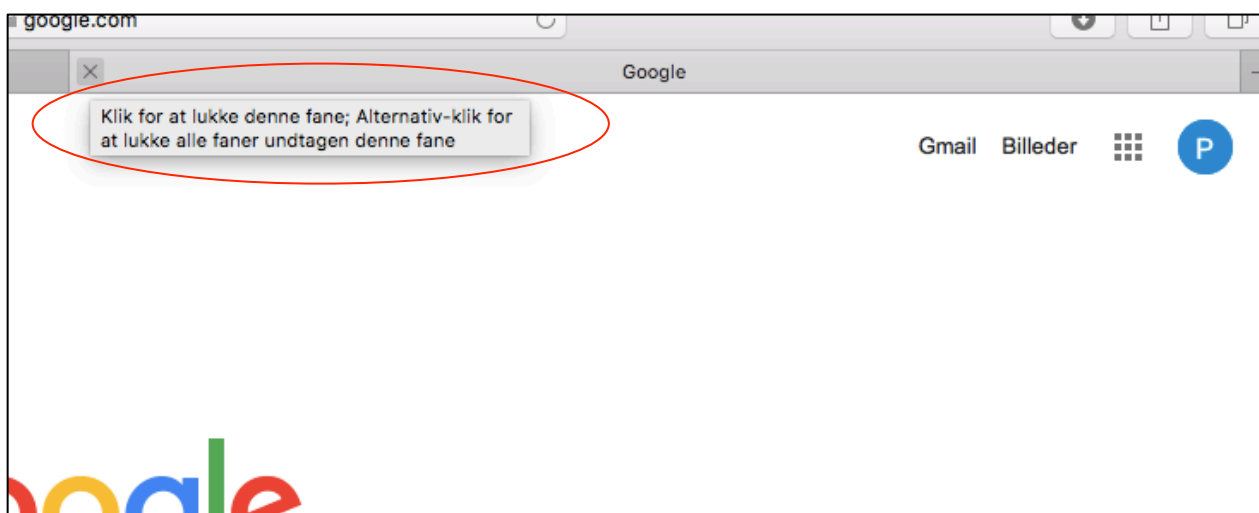 google.com
Google
Klik for at lukke denne fane; Alternativ-klik for
at lukke alle faner undtagen denne fane
Gmail Billeder P
oogle